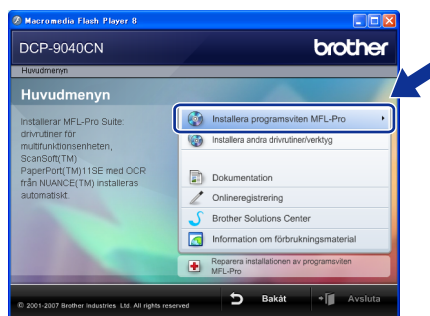 Macromedia Flash Player 8
DCP-9040CN
brother
Huvudmenyn
Huvudmenyn
Installerar MFL-Pro Suite:
drivrutiner för
multifunktionsenheten,
ScanSoft(TM)
PaperPort(TM)11SE med OCR
från NUANCE(TM) installeras
automatiskt.
Installera programsviten MFL-Pro
Installera andra drivrutiner/verktyg
Dokumentation
Onlineregistrering
Brother Solutions Center
Information om förbrukningsmaterial
Reparera installationen av programsviten
MFL-Pro
© 2001-2007 Brother Industries Ltd. All rights reserved
Bakåt
Avsluta